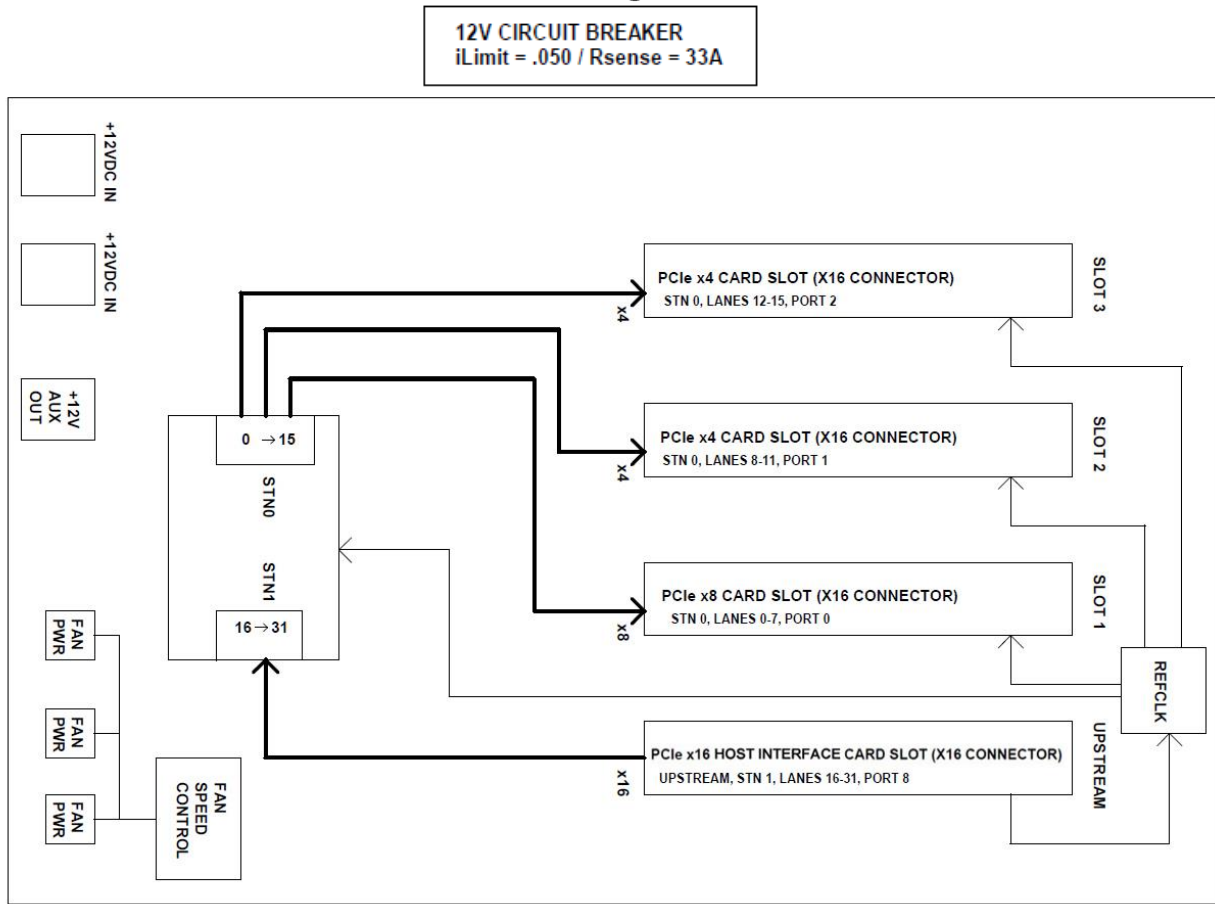 12V CIRCUIT BREAKER
iLimit = .050 / Rsense = 33A
+12VDC IN
+12VDC IN
+12V
AUX
OUT
PCIe x4 CARD SLOT (X16 CONNECTOR)
STN 0, LANES 12-15, PORT 2
SLOT 3
x4
PCIe x4 CARD SLOT (X16 CONNECTOR)
STN 0, LANES 8-11, PORT 1
SLOT 2
x4
0 → 15
STN0
STN1
16 → 31
PCIe x8 CARD SLOT (X16 CONNECTOR)
STN 0, LANES 0-7, PORT 0
SLOT 1
x8
REFCLK
PCIe x16 HOST INTERFACE CARD SLOT (X16 CONNECTOR)
UPSTREAM, STN 1, LANES 16-31, PORT 8
UPSTREAM
x16
FAN
PWR
FAN
PWR
FAN
PWR
FAN
SPEED
CONTROL